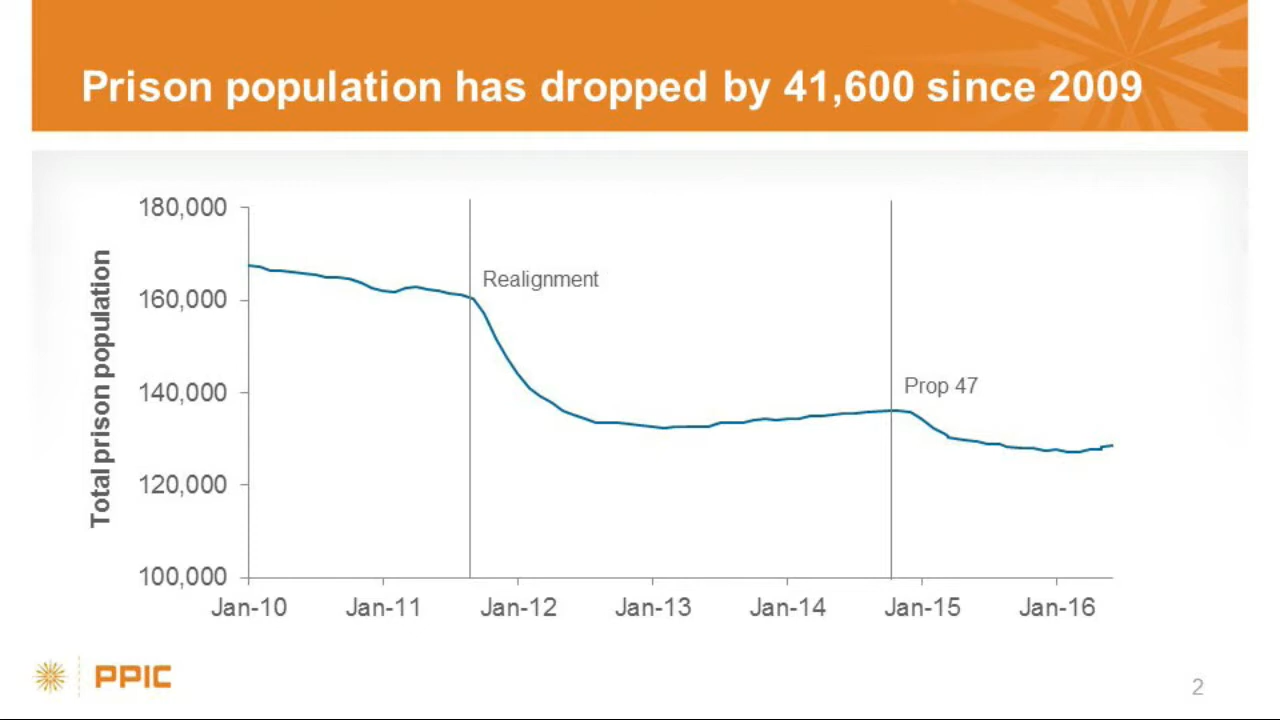 Prison population has dropped by 41,600 since 2009
Total prison population
180,000
160,000
140,000
120,000
100,000
Realignment
Prop 47
Jan-10
Jan-11
Jan-12
Jan-13
Jan-14
Jan-15
Jan-16
PPIC
2